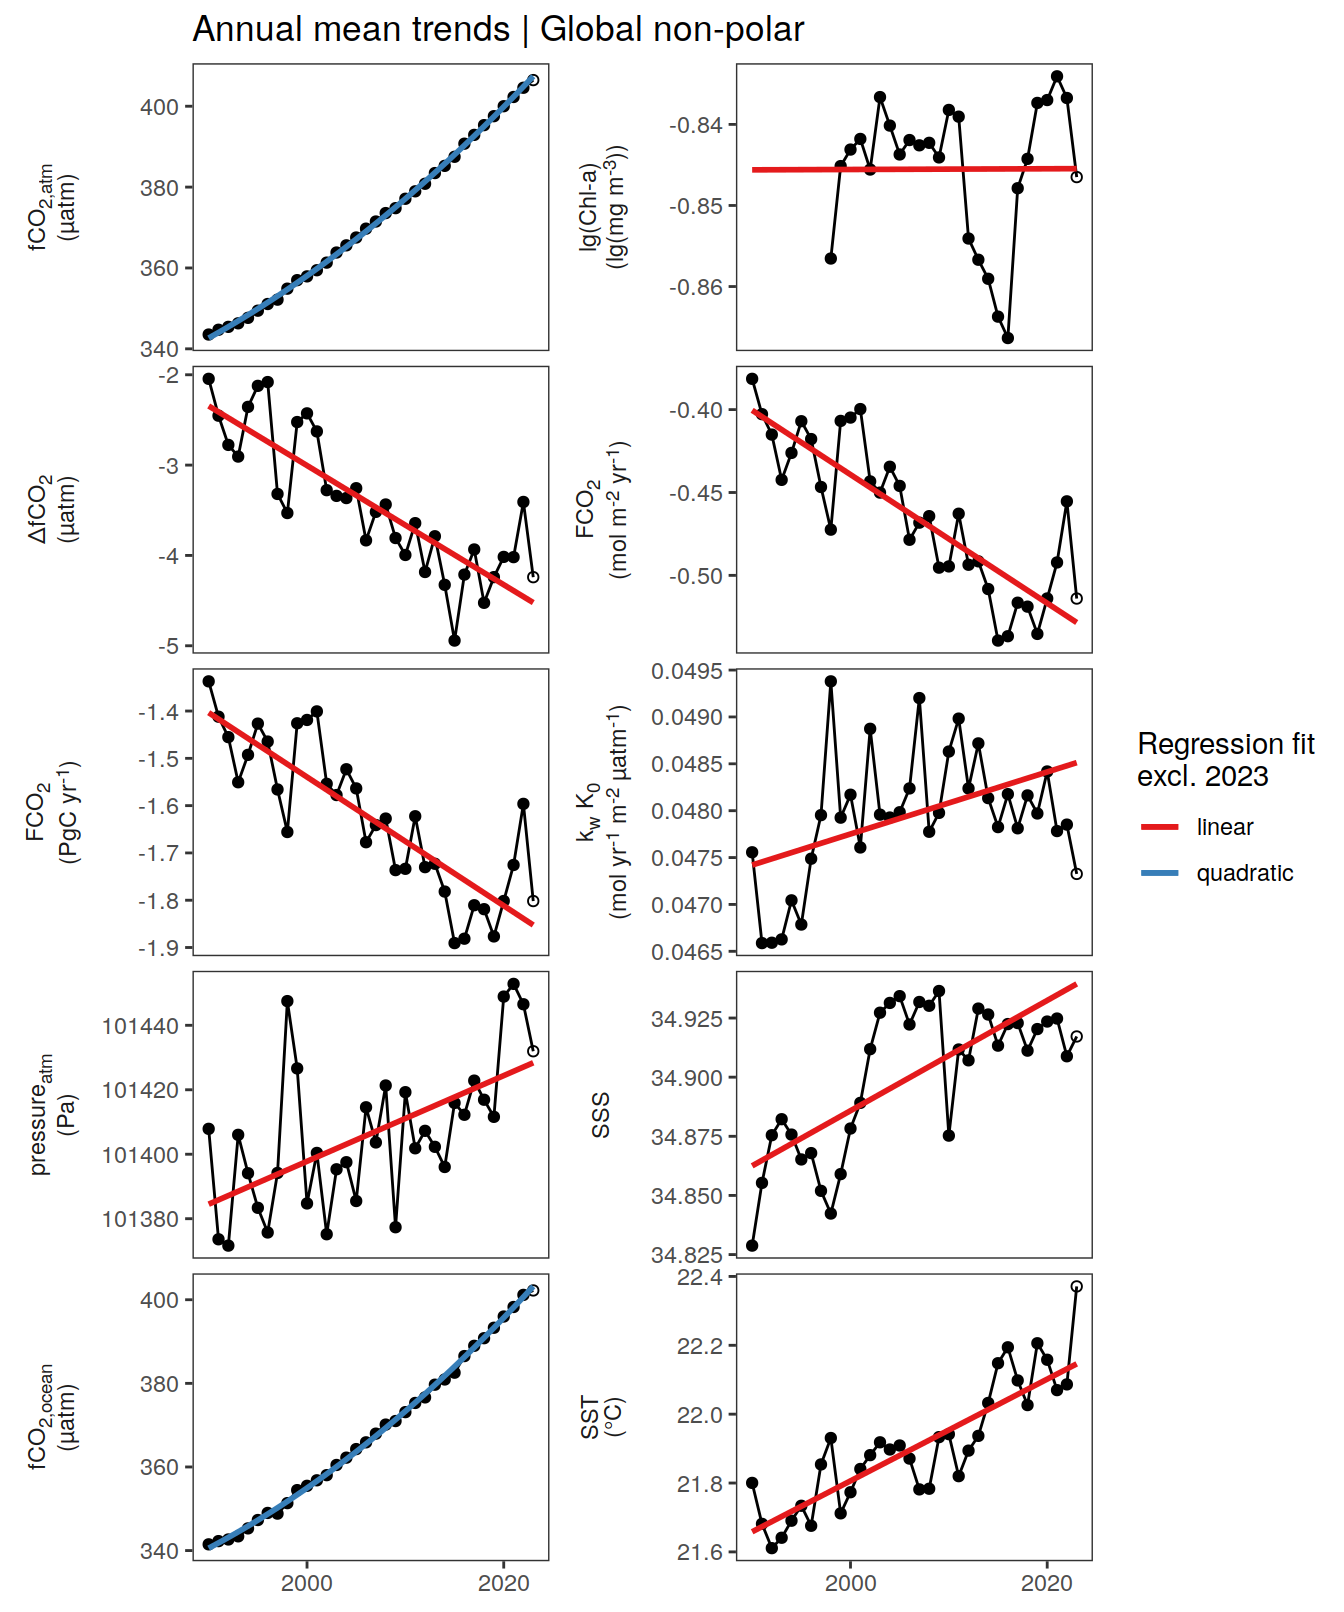 Annual mean trends | Global non-polar
fCO2,atm
(µatm)
400
380
360
340
lg(Chl-a)
(lg(mg m-3))
-0.84
-0.85
-0.86
ΔfCO2
(µatm)
-2
-3
-4
-5
FCO2
(mol m-2 yr-1)
-0.40
-0.45
-0.50
FCO2
(PgC yr-1)
-1.4
-1.5
-1.6
-1.7
-1.8
-1.9
kw K0
(mol yr-1 m-2 µatm-1)
0.0495
0.0490
0.0485
0.0480
0.0475
0.0470
0.0465
pressureatm
(Pa)
101440
101420
101400
101380
SSS
34.925
34.900
34.875
34.850
34.825
fCO2,ocean
(µatm)
400
380
360
340
2000 2020
SST
(°C)
22.4
22.2
22.0
21.8
21.6
2000 2020
Regression fit
excl. 2023
linear
quadratic